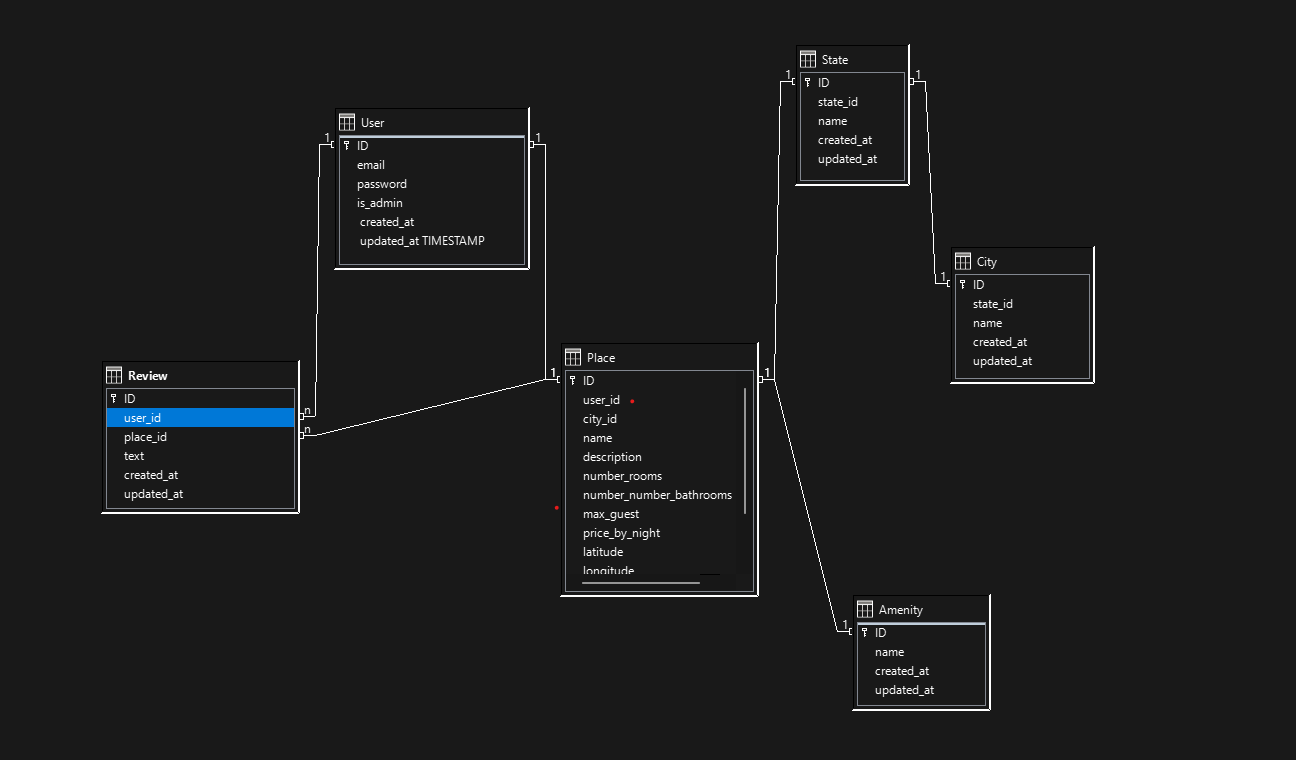 State
1
1
ID
state_id
name
created_at
updated_at
User
1
1
ID
email
password
is_admin
created_at
updated_at TIMESTAMP
City
1
ID
state_id
name
created_at
updated_at
Place
1
1
ID
user_id
city_id
name
description
number_rooms
number_number_bathrooms
max_guest
price_by_night
latitude
longitude
Review
ID
user_id
n
place_id
n
text
created_at
updated_at
Amenity
1
ID
name
created_at
updated_at